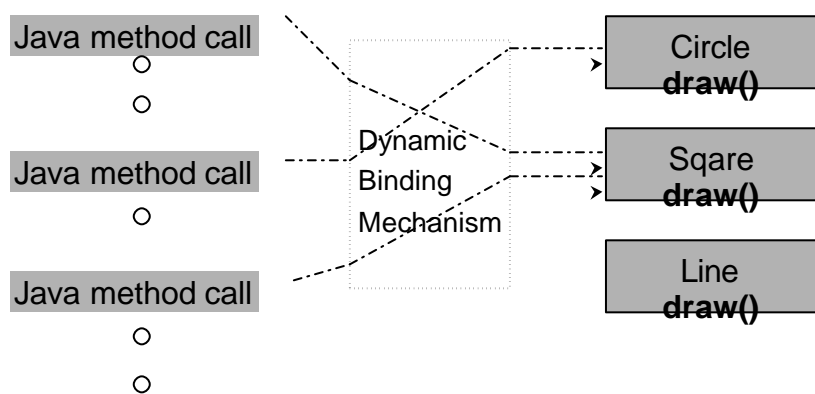 Java method call
Java method call
Java method call
Dynamic
Binding
Mechanism
Circle
draw()
Sqare
draw()
Line
draw()